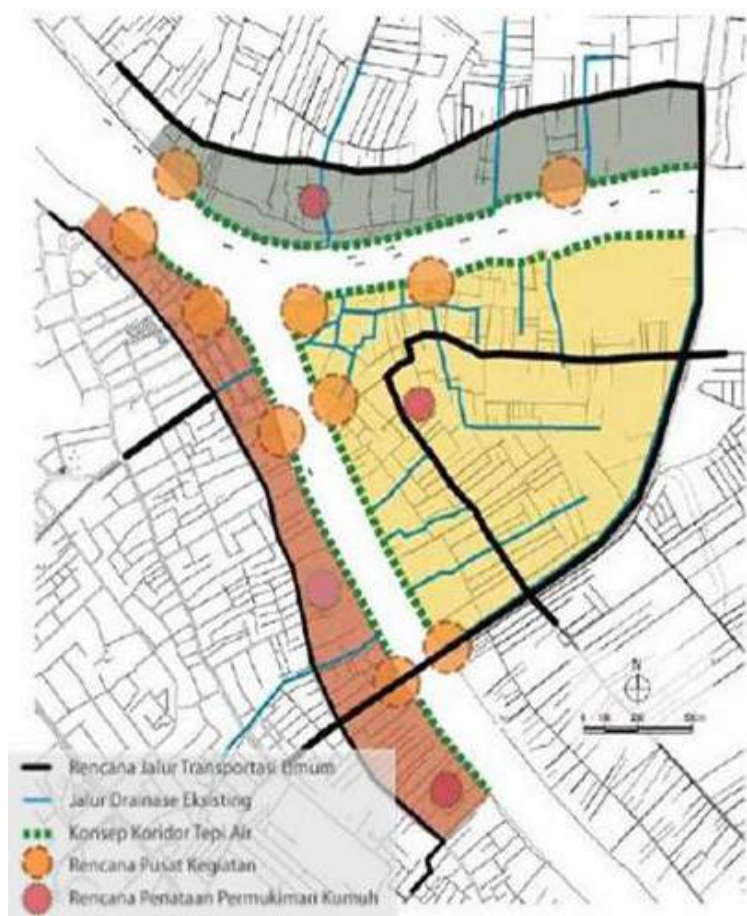 N
Rencana Jalur Transportasi Umum
Jalur Drainase Eksisting
Konsep Koridor Tepi Air
Rencana Pusat Kegiatan
Rencana Penataan Permukiman Kumuh